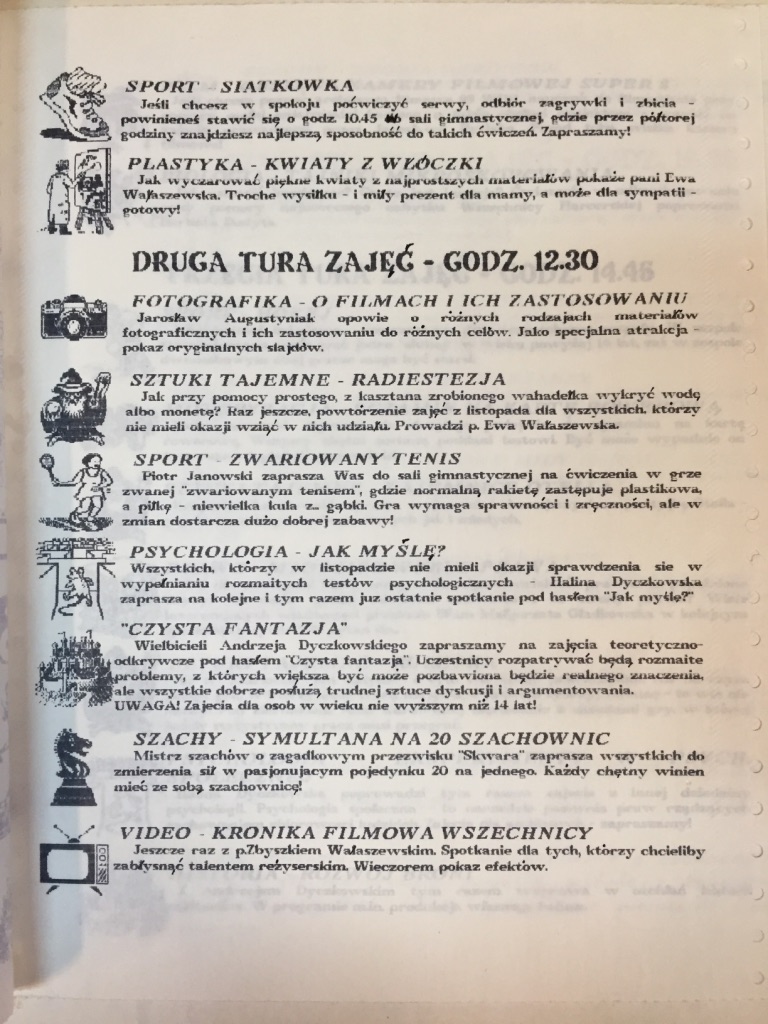 SPORT - SIATKOWKA
Jeśli chcesz w spokoju poćwiczyć serwy, odbiór zagrywki i zbicia -
powinieneś stawić się o godz. 10.45 sali gimnastycznej, gdzie przez półtorej
godziny znajdziesz najlepszą sposobność do takich ćwiczeń. Zapraszamy!
PLASTYKA - KWIATY Z WŁÓCZKI
Jak wyczarować piękne kwiaty z najprostszych materiałów pokaże pani Ewa
Wałaszewska. Troche wysiłku - i miły prezent dla mamy, a może dla sympatii -
gotowy!
DRUGA TURA ZAJĘĆ - GODZ. 12.30
FOTOGRAFIKA - O FILMACH I ICH ZASTOSOWANIU
Jarosław Augustyniak opowie o różnych rodzajach materiałów
fotograficznych i ich zastosowaniu do różnych celów. Jako specjalna atrakcja -
pokaz oryginalnych slajdów.
SZTUKI TAJEMNE - RADIESTEZJA
Jak przy pomocy prostego, z kasztana zrobionego wahadełka wykryć wodę
albo monetę? Raz jeszcze, powtórzenie zajęć z listopada dla wszystkich, którzy
nie mieli okazji wziąć w nich udziału. Prowadzi p. Ewa Wałaszewska.
SPORT - ZWARIOWANY TENIS
Piotr Janowski zaprasza Was do sali gimnastycznej na ćwiczenia w grze
zwanej "zwariowanym tenisem", gdzie normalną rakietę zastępuje plastikowa,
a piłkę - niewielka kula z... gąbki. Gra wymaga sprawności i zręczności, ale w
zmian dostarcza dużo dobrej zabawy!
PSYCHOLOGIA - JAK MYŚLĘ?
Wszystkich, którzy w listopadzie nie mieli okazji sprawdzenia sie w
wypełnianiu rozmaitych testów psychologicznych - Halina Dyczkowska
zaprasza na kolejne i tym razem juz ostatnie spotkanie pod hasłem "Jak myślę?"
"CZYSTA FANTAZJA"
Wielbicieli Andrzeja Dyczkowskiego zapraszamy na zajęcia teoretyczno-
odkrywcze pod hasłem "Czysta fantazja". Uczestnicy rozpatrywać będą rozmaite
problemy, z których większa być może pozbawiona będzie realnego znaczenia,
ale wszystkie dobrze posłużą trudnej sztuce dyskusji i argumentowania.
UWAGA! Zajecia dla osob w wieku nie wyższym niż 14 lat!
SZACHY - SYMULTANA NA 20 SZACHOWNIC
Mistrz szachów o zagadkowym przezwisku "Skwara" zaprasza wszystkich do
zmierzenia sił w pasjonujacym pojedynku 20 na jednego. Każdy chętny winien
mieć ze sobą szachownicę!
VIDEO - KRONIKA FILMOWA WSZECHNICY
Jeszcze raz z p.Zbyszkiem Wałaszewskim. Spotkanie dla tych, którzy chcieliby
zabłysnąć talentem reżyserskim. Wieczorem pokaz efektów.